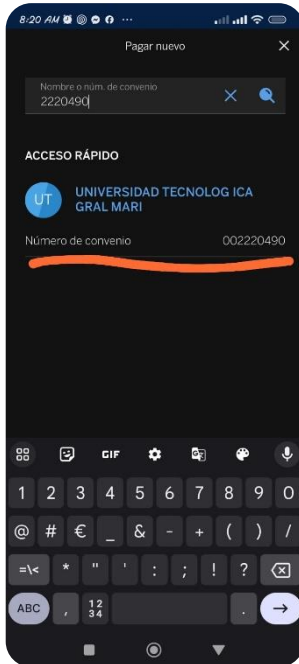 8:20 AM
Pagar nuevo
Nombre o núm. de convenio
2220490
ACCESO RÁPIDO
UT
UNIVERSIDAD TECNOLOG ICA
GRAL MARI
Número de convenio 002220490
GIF
1 2 3 4 5 6 7 8 9 0
@ # € _ & - + ( ) /
=\< * " ' : ; ! ? 
ABC , 12 .
34